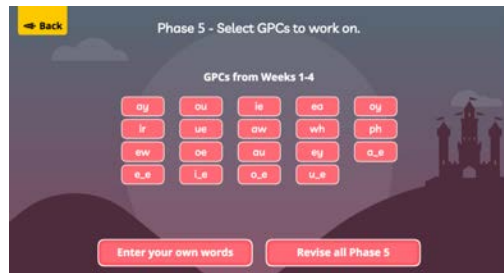 Back
Phase 5 - Select GPCs to work on.
GPCs from Weeks 1-4
ay ou ie ea oy
ir ue aw wh ph
ew oe au ey a_e
e_e i_e o_e u_e
Enter your own words Revise all Phase 5